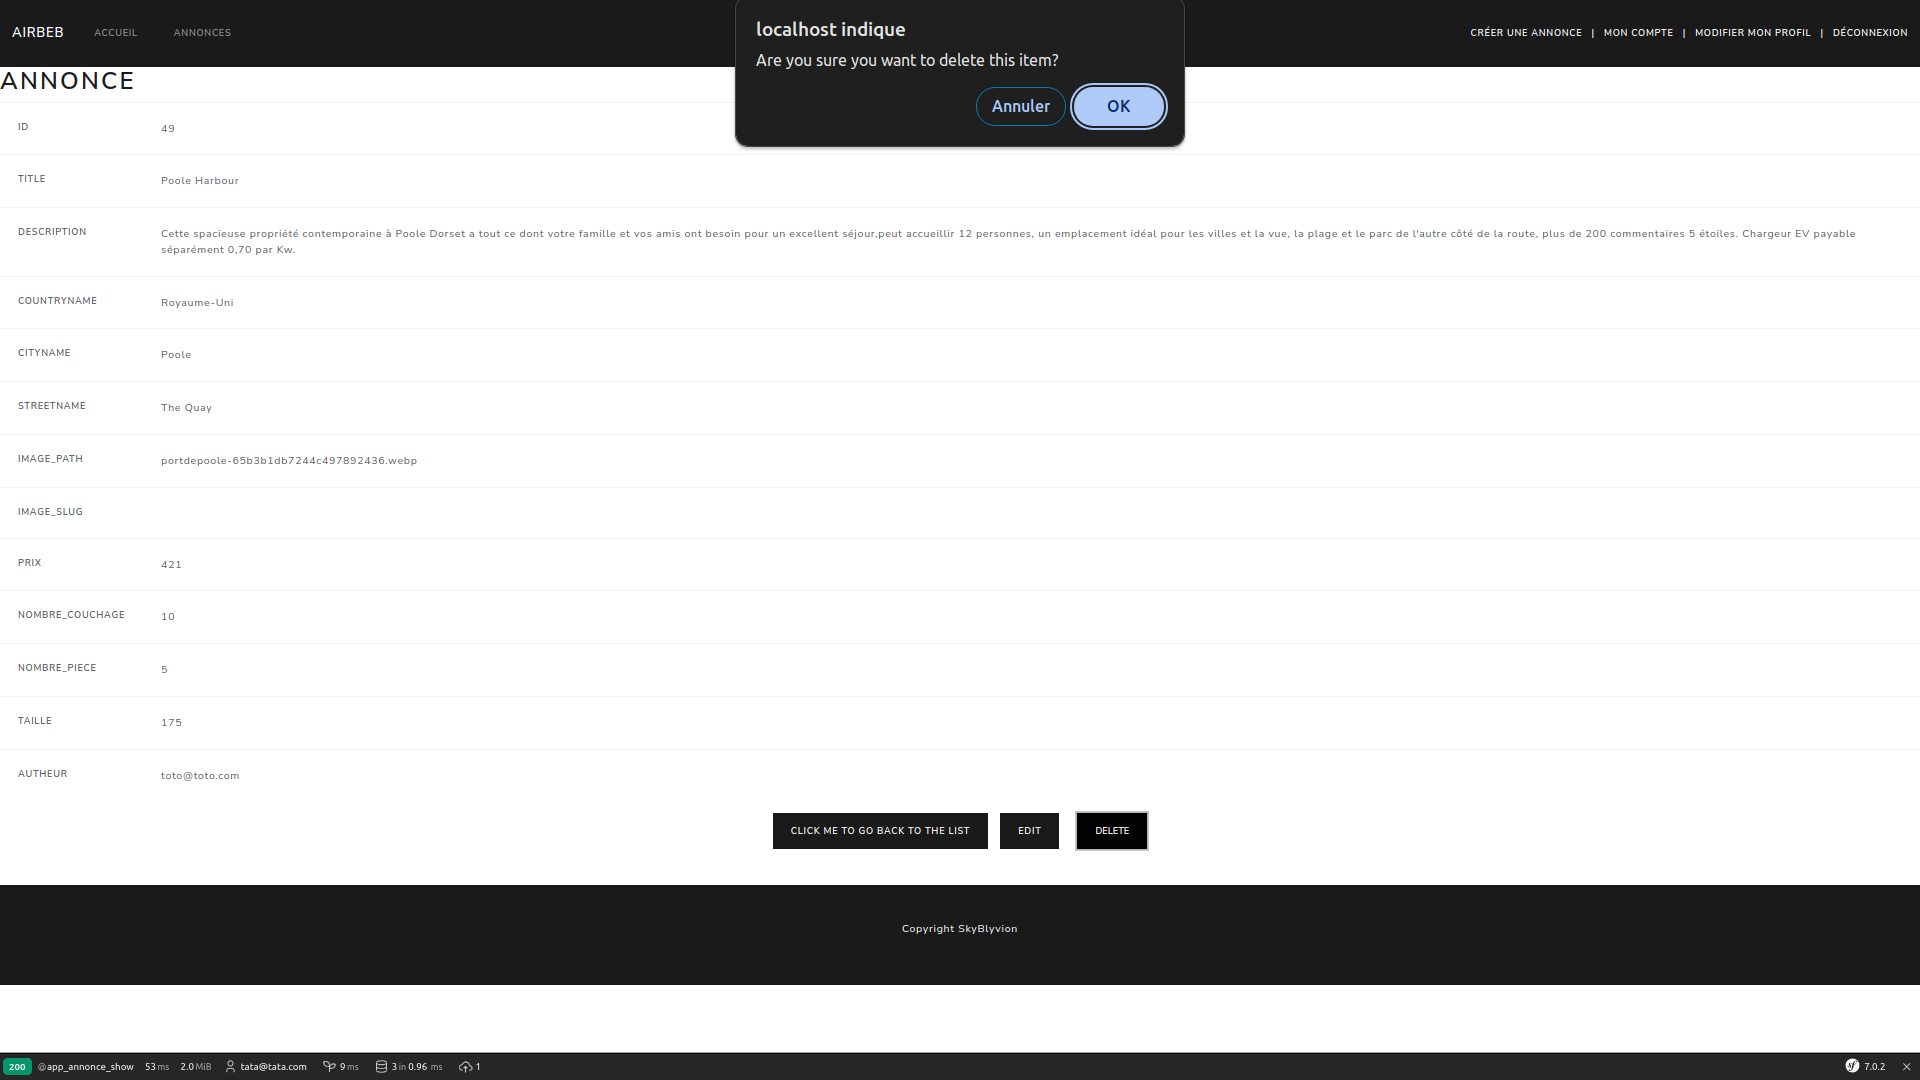 AIRBEB
ACCUEIL
ANNONCES
localhost indique
Are you sure you want to delete this item?
Annuler
OK
CRÉER UNE ANNONCE | MON COMPTE | MODIFIER MON PROFIL | DÉCONNEXION
ANNONCE
ID 49
TITLE Poole Harbour
DESCRIPTION Cette spacieuse propriété contemporaine à Poole Dorset a tout ce dont votre famille et vos amis ont besoin pour un excellent séjour,peut accueillir 12 personnes, un emplacement idéal pour les villes et la vue, la plage et le parc de l'autre côté de la route, plus de 200 commentaires 5 étoiles. Chargeur EV payable
séparément 0,70 par Kw.
COUNTRYNAME Royaume-Uni
CITYNAME Poole
STREETNAME The Quay
IMAGE_PATH portdepoole-65b3b1db7244c497892436.webp
IMAGE_SLUG
PRIX 421
NOMBRE_COUCHAGE 10
NOMBRE_PIECE 5
TAILLE 175
AUTHEUR toto@toto.com
CLICK ME TO GO BACK TO THE LIST
EDIT
DELETE
Copyright SkyBlyvion
200 @app_annonce_show 53 ms 2.0 MiB tata@tata.com 9 ms 3 in 0.96 ms 1
sf 7.0.2 ×